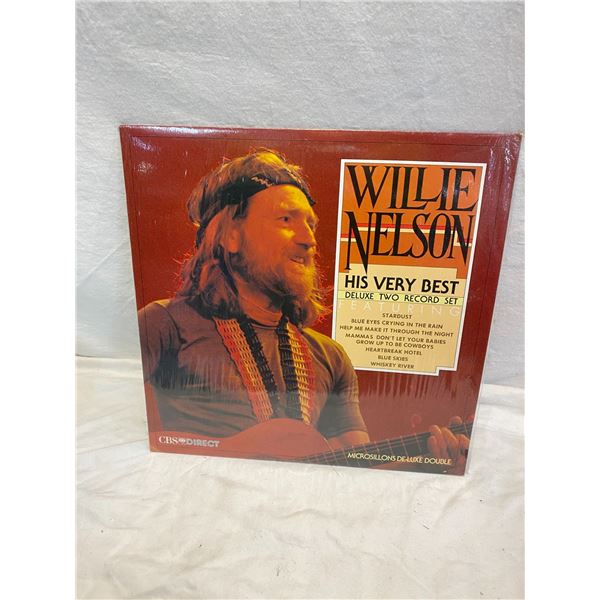 WILLIE
NELSON
HIS VERY BEST
DELUXE TWO RECORD SET
FEATURING
STARDUST
BLUE EYES CRYING IN THE RAIN
HELP ME MAKE IT THROUGH THE NIGHT
MAMMAS DON'T LET YOUR BABIES
GROW UP TO BE COWBOYS
HEARTBREAK HOTEL
BLUE SKIES
WHISKEY RIVER
CBS DIRECT
MICROSILLONS DE LUXE DOUBLE